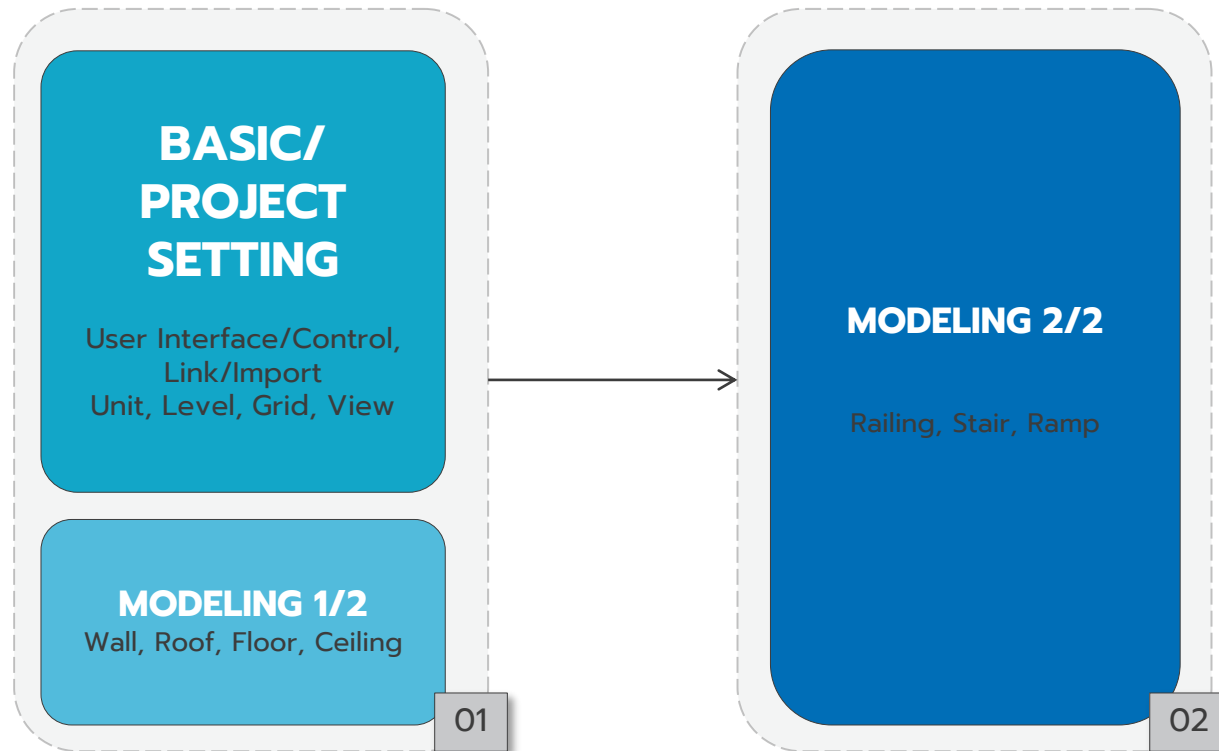 BASIC/
PROJECT
SETTING
User Interface/Control,
Link/Import
Unit, Level, Grid, View
MODELING 1/2
Wall, Roof, Floor, Ceiling
01
MODELING 2/2
Railing, Stair, Ramp
02